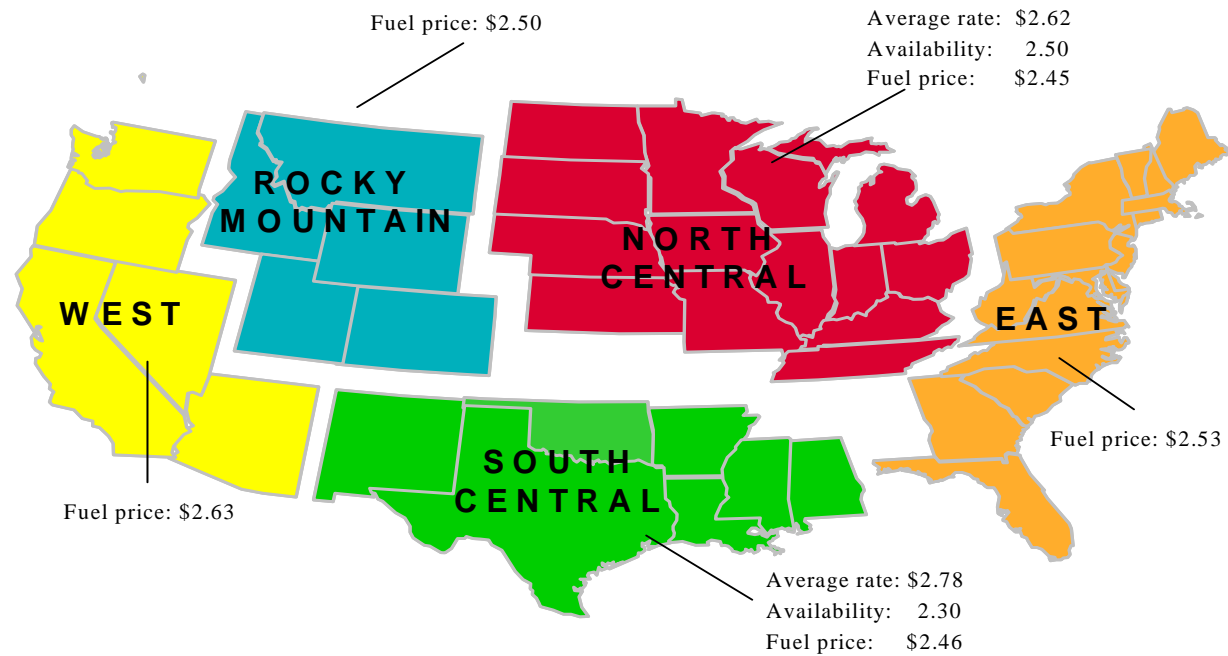 Fuel price: $2.50
Average rate: $2.62
Availability: 2.50
Fuel price: $2.45
ROCKY
MOUNTAIN
NORTH
CENTRAL
WEST
EAST
Fuel price: $2.53
SOUTH
CENTRAL
Fuel price: $2.63
Average rate: $2.78
Availability: 2.30
Fuel price: $2.46